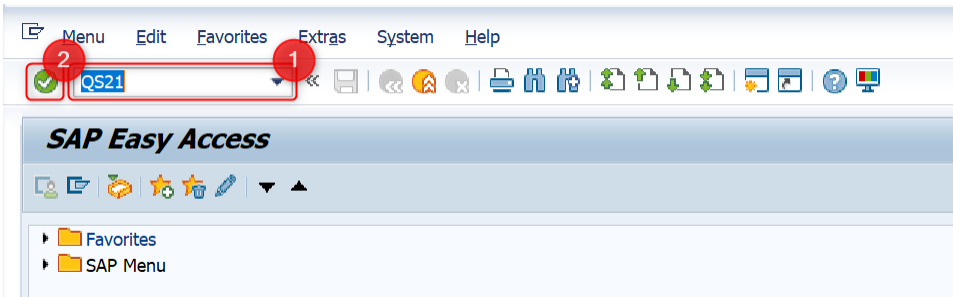 Menu Edit Favorites Extras System Help
2 1
QS21
SAP Easy Access
Favorites
SAP Menu